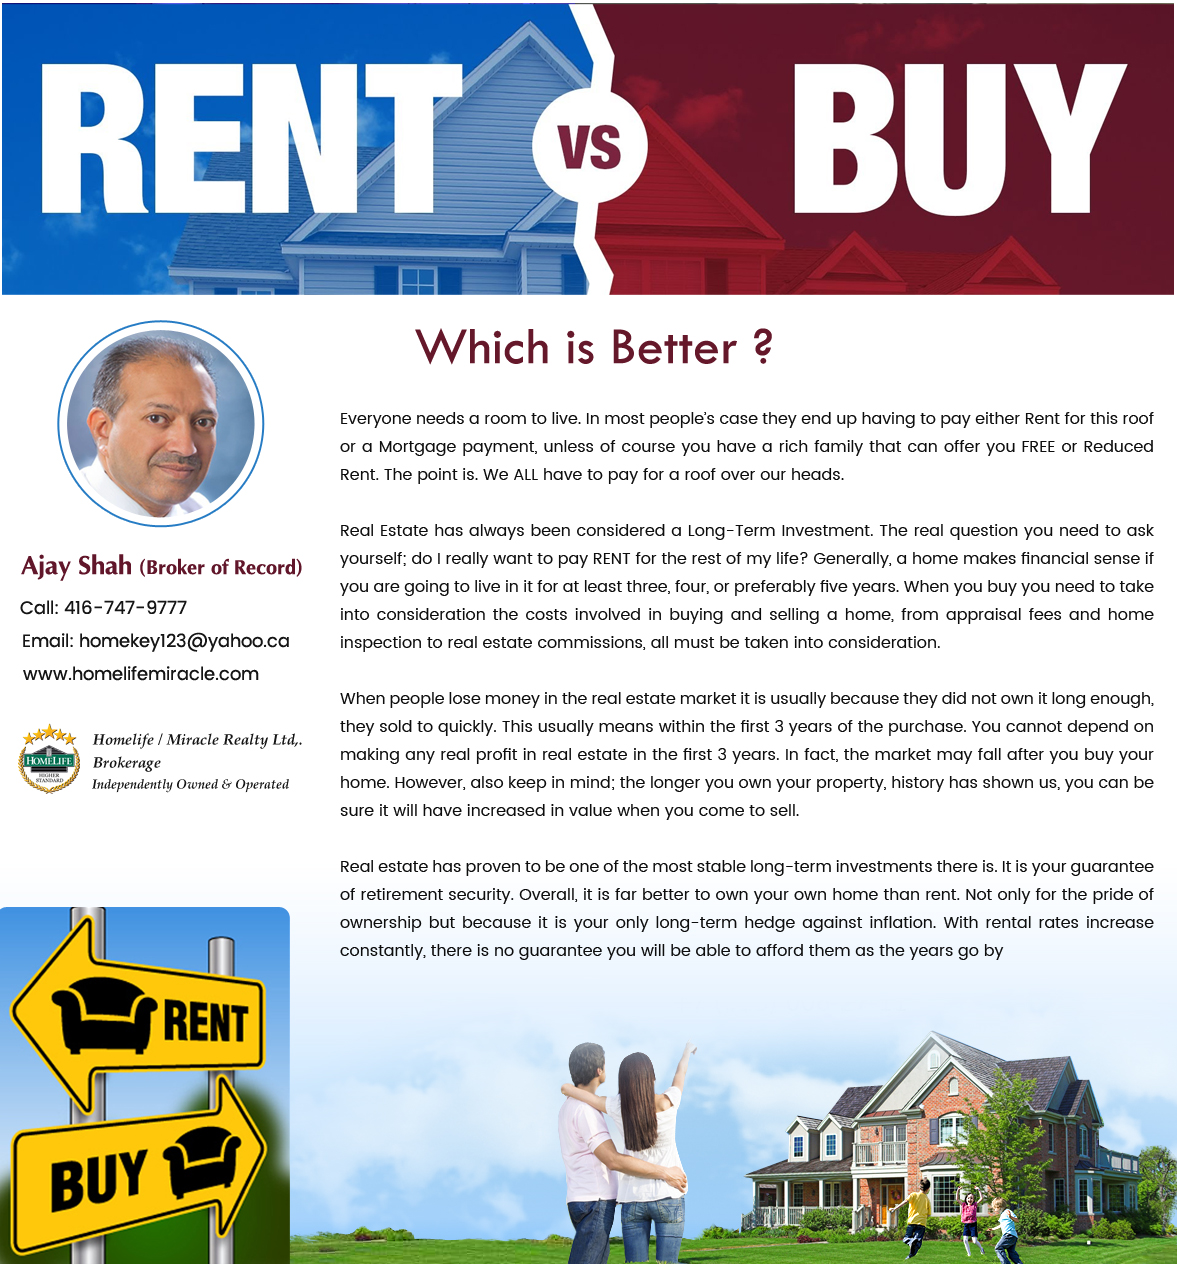 RENT
VS
BUY
Which is Better ?
Ajay Shah (Broker of Record)
Call: 416-747-9777
Email: homekey123@yahoo.ca
www.homelifemiracle.com
HOMELIFE
HIGHER
STANDARD
Homelife / Miracle Realty Ltd,.
Brokerage
Independently Owned & Operated
Everyone needs a room to live. In most people's case they end up having to pay either Rent for this roof
or a Mortgage payment, unless of course you have a rich family that can offer you FREE or Reduced
Rent. The point is. We ALL have to pay for a roof over our heads.
Real Estate has always been considered a Long-Term Investment. The real question you need to ask
yourself; do I really want to pay RENT for the rest of my life? Generally, a home makes financial sense if
you are going to live in it for at least three, four, or preferably five years. When you buy you need to take
into consideration the costs involved in buying and selling a home, from appraisal fees and home
inspection to real estate commissions, all must be taken into consideration.
When people lose money in the real estate market it is usually because they did not own it long enough,
they sold to quickly. This usually means within the first 3 years of the purchase. You cannot depend on
making any real profit in real estate in the first 3 years. In fact, the market may fall after you buy your
home. However, also keep in mind; the longer you own your property, history has shown us, you can be
sure it will have increased in value when you come to sell.
Real estate has proven to be one of the most stable long-term investments there is. It is your guarantee
of retirement security. Overall, it is far better to own your own home than rent. Not only for the pride of
ownership but because it is your only long-term hedge against inflation. With rental rates increase
constantly, there is no guarantee you will be able to afford them as the years go by
RENT
BUY